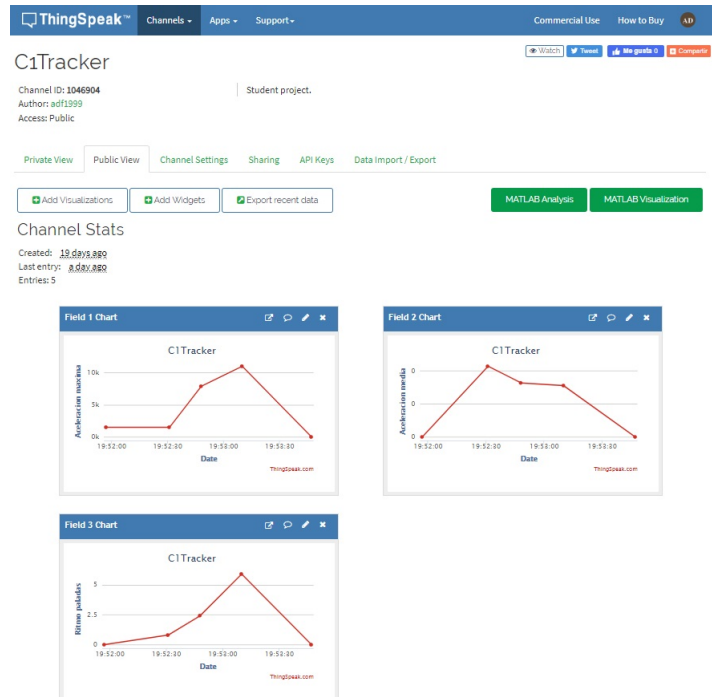 ThingSpeak™ Channels Apps Support Commercial Use How to Buy AD
C1Tracker
Watch Tweet Me gusta 0 Compartir
Channel ID: 1046904 Student project.
Author: adf1999
Access: Public
Private View Public View Channel Settings Sharing API Keys Data Import / Export
Add Visualizations Add Widgets Export recent data MATLAB Analysis MATLAB Visualization
Channel Stats
Created: 19 days ago
Last entry: a day ago
Entries: 5
Field 1 Chart
C1Tracker
Aceleracion maxima
10k
5k
0k
19:52:00 19:52:30 19:53:00 19:53:30
Date
ThingSpeak.com
Field 2 Chart
C1Tracker
Aceleracion media
0
0
0
19:52:00 19:52:30 19:53:00 19:53:30
Date
ThingSpeak.com
Field 3 Chart
C1Tracker
Ritmo paladas
5
2.5
0
19:52:00 19:52:30 19:53:00 19:53:30
Date
ThingSpeak.com